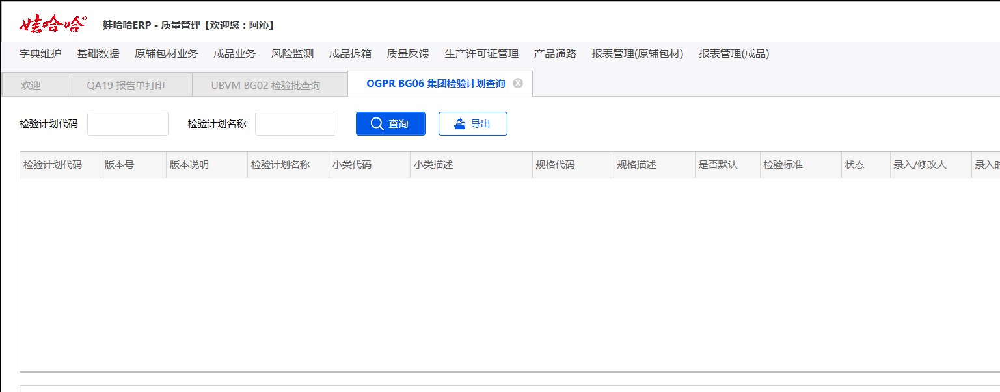 娃哈哈® 娃哈哈ERP - 质量管理【欢迎您：阿沁】
字典维护 基础数据 原辅包材业务 成品业务 风险监测 成品拆箱 质量反馈 生产许可证管理 产品通路 报表管理(原辅包材) 报表管理(成品)
欢迎 QA19 报告单打印 UBVM BG02 检验批查询 OGPR BG06 集团检验计划查询
检验计划代码 检验计划名称 查询 导出
检验计划代码 版本号 版本说明 检验计划名称 小类代码 小类描述 规格代码 规格描述 是否默认 检验标准 状态 录入/修改人 录入